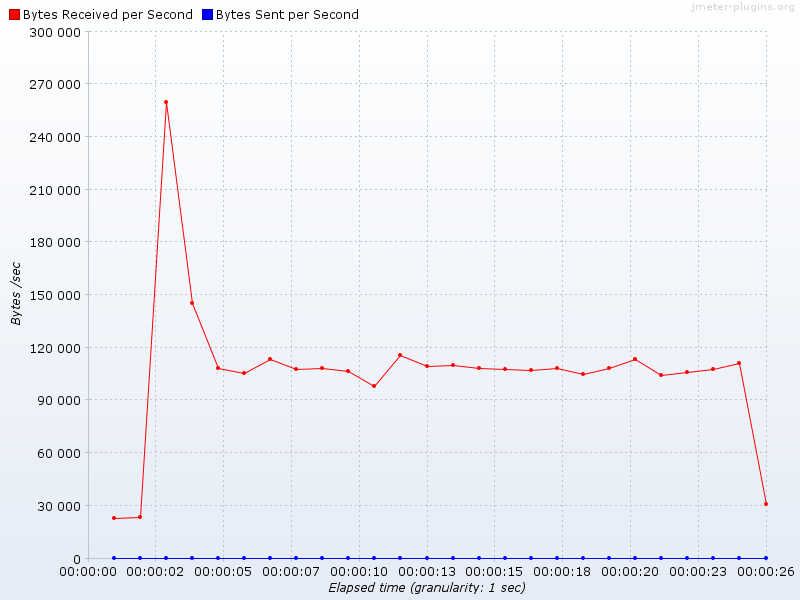 jmeter-plugins.org
Bytes Received per Second Bytes Sent per Second
300 000
270 000
240 000
210 000
180 000
150 000
120 000
90 000
60 000
30 000
0
Bytes /sec
00:00:00 00:00:02 00:00:05 00:00:07 00:00:10 00:00:13 00:00:15 00:00:18 00:00:20 00:00:23 00:00:26
Elapsed time (granularity: 1 sec)